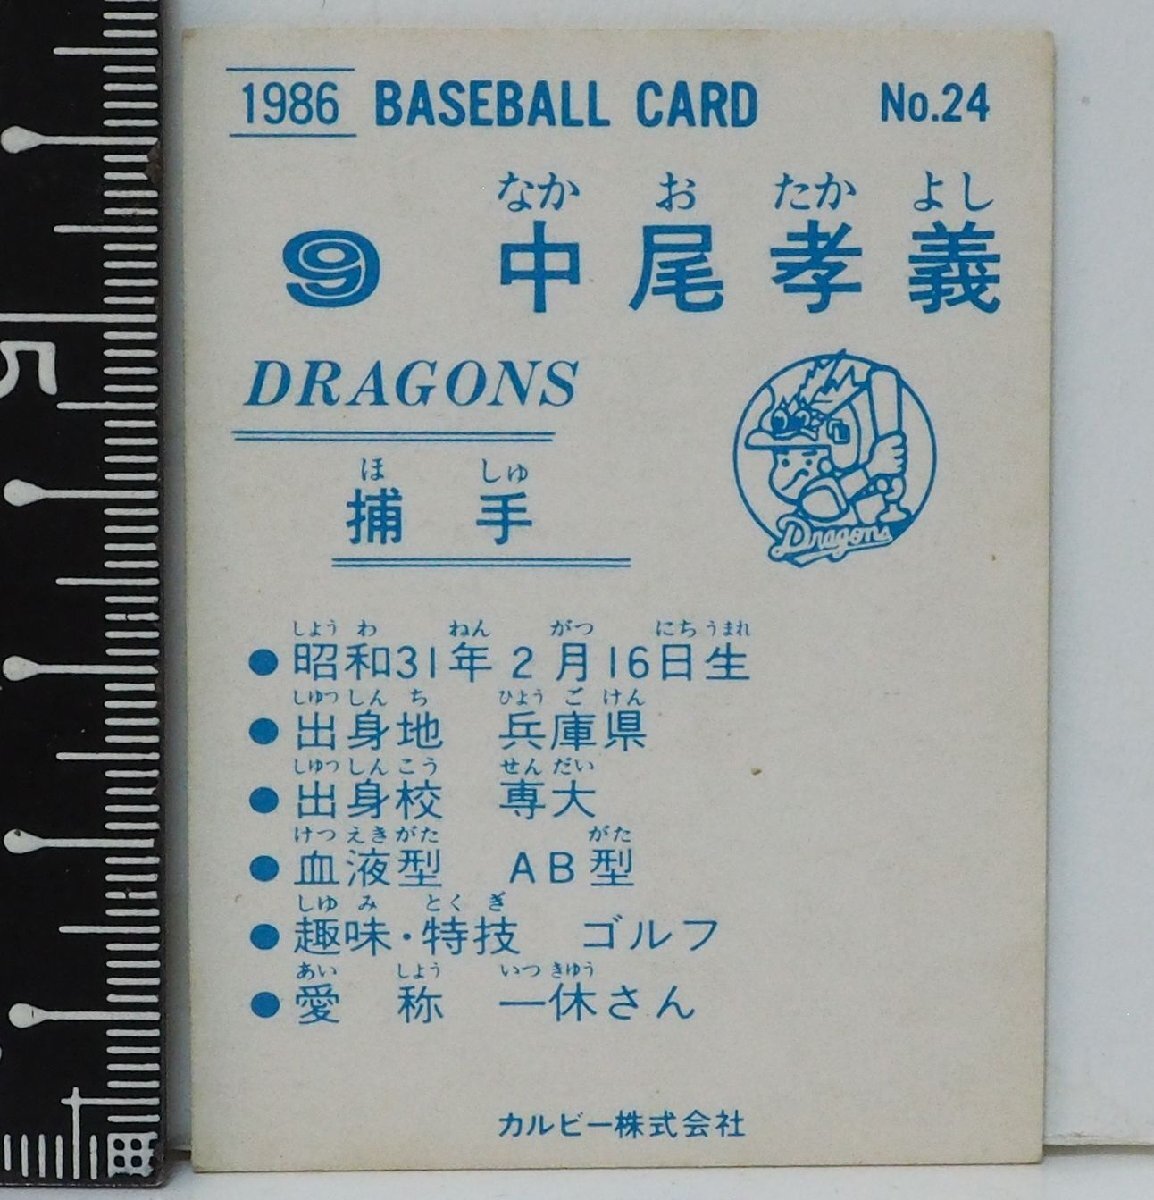 1986 BASEBALL CARD No.24
なか お たか よし
9 中尾孝義
DRAGONS
ほ しゅ
捕 手
Dragons
しょう わ ねん がつ にち うまれ
●昭和31年 2月16日生
しゅつ しん ち ひょう ご けん
●出身地 兵庫県
しゅつ しん こう せん だい
●出身校 専大
けつ えき がた がた
●血液型 AB型
しゆ み とく ぎ
●趣味・特技 ゴルフ
あい しょう いつ きゆう
●愛 称 一休さん
カルビー株式会社
5